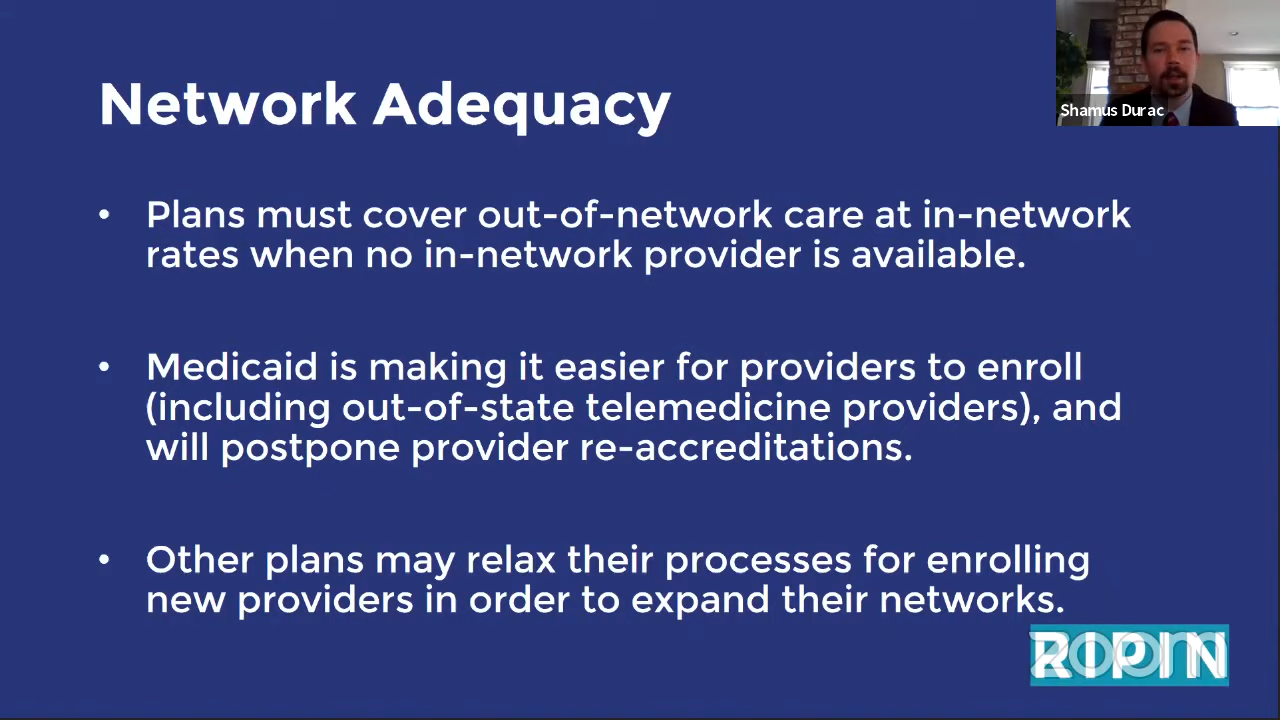 Network Adequacy
Shamus Durac
• Plans must cover out-of-network care at in-network
rates when no in-network provider is available.
• Medicaid is making it easier for providers to enroll
(including out-of-state telemedicine providers), and
will postpone provider re-accreditations.
• Other plans may relax their processes for enrolling
new providers in order to expand their networks.
RIPIN
zoom